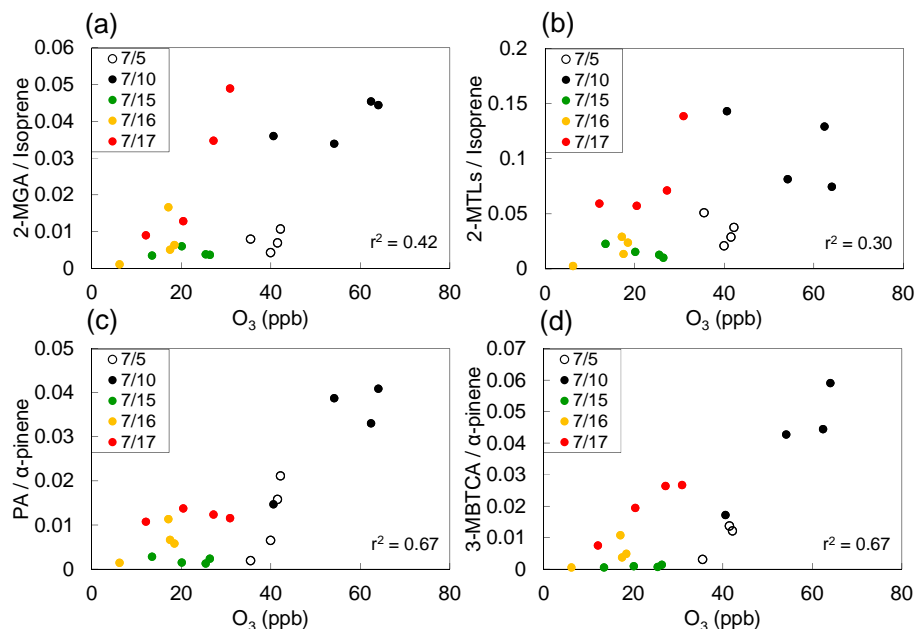 (a)
0.06
0.05
0.04
0.03
0.02
0.01
0
2-MGA / Isoprene
7/5
7/10
7/15
7/16
7/17
r² = 0.42
0 20 40 60 80
O₃ (ppb)
(b)
0.2
0.15
0.1
0.05
0
2-MTLs / Isoprene
7/5
7/10
7/15
7/16
7/17
r² = 0.30
0 20 40 60 80
O₃ (ppb)
(c)
0.05
0.04
0.03
0.02
0.01
0
PA / α-pinene
7/5
7/10
7/15
7/16
7/17
r² = 0.67
0 20 40 60 80
O₃ (ppb)
(d)
0.07
0.06
0.05
0.04
0.03
0.02
0.01
0
3-MBTCA / α-pinene
7/5
7/10
7/15
7/16
7/17
r² = 0.67
0 20 40 60 80
O₃ (ppb)